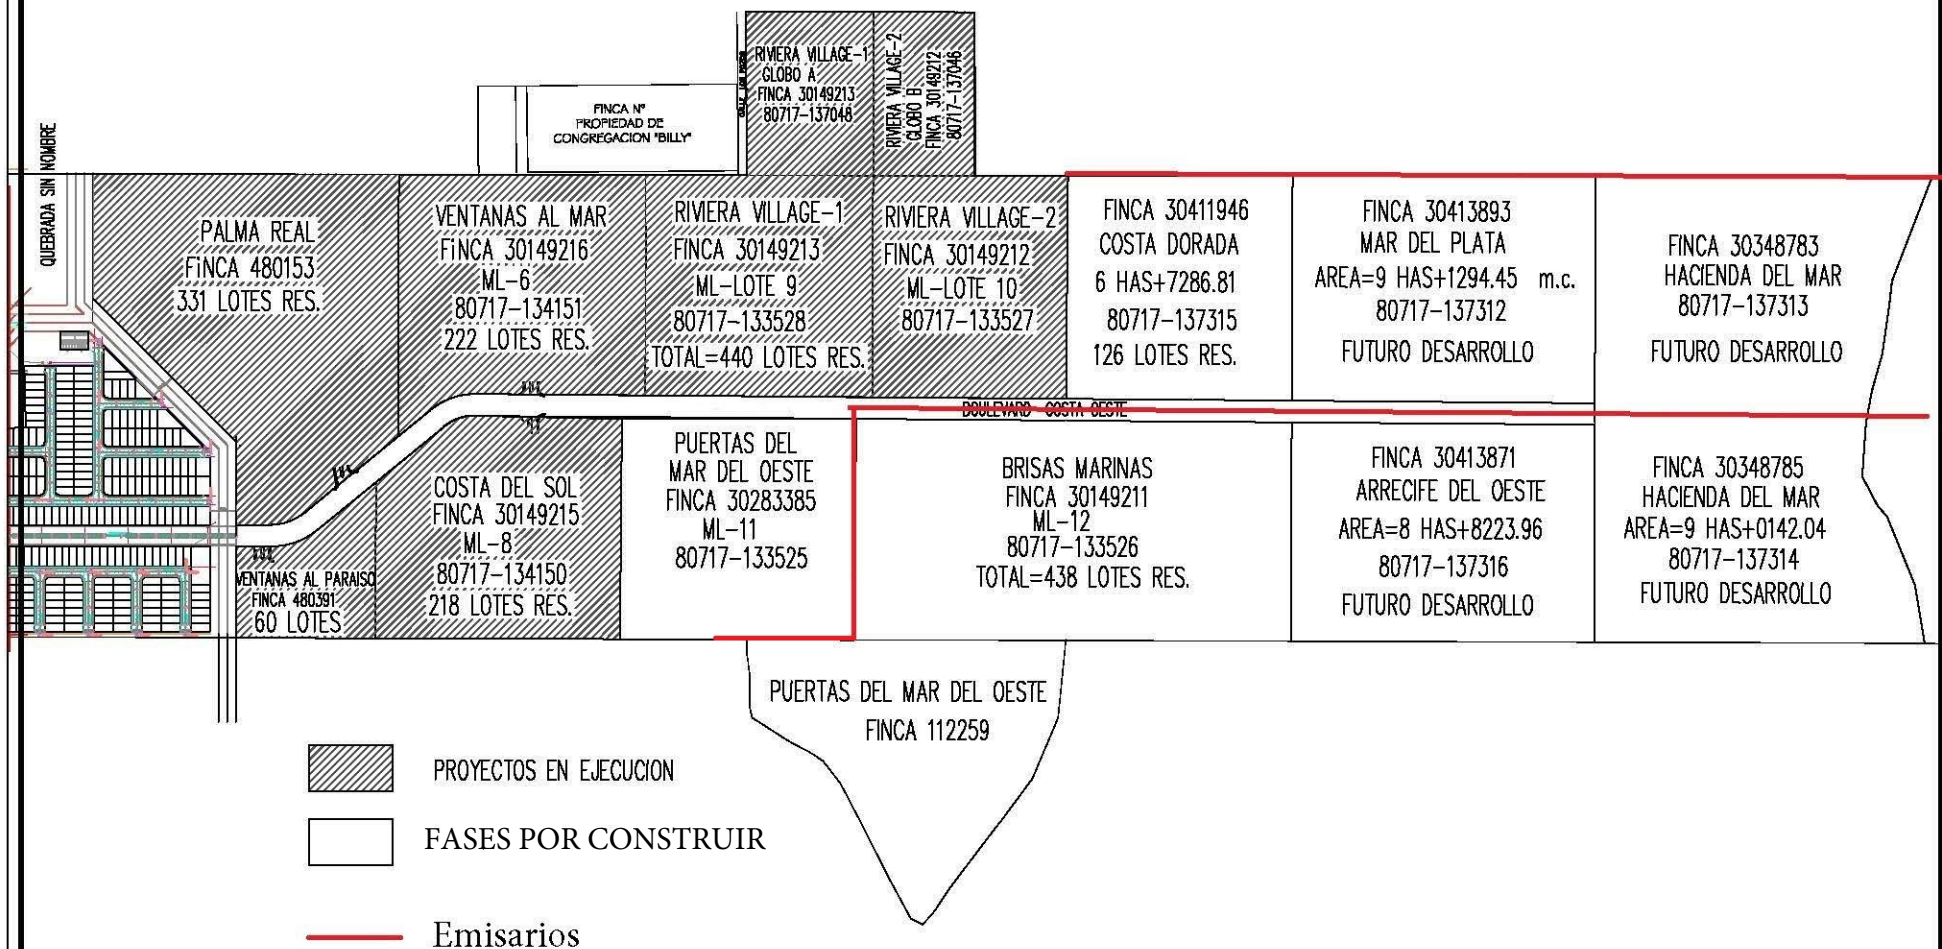 RIVIERA VILLAGE-1
GLOBO A
FINCA 30149213
80717-137048
RIVIERA VILLAGE-2
GLOBO B
FINCA 30149212
80717-137046
FINCA Nº
PROPIEDAD DE
CONGREGACION "BILLY"
QUEBRADA SIN NOMBRE
PALMA REAL
FINCA 480153
331 LOTES RES.
VENTANAS AL MAR
FINCA 30149216
ML-6
80717-134151
222 LOTES RES.
RIVIERA VILLAGE-1
FINCA 30149213
ML-LOTE 9
80717-133528
TOTAL=440 LOTES RES.
RIVIERA VILLAGE-2
FINCA 30149212
ML-LOTE 10
80717-133527
FINCA 30411946
COSTA DORADA
6 HAS+7286.81
80717-137315
126 LOTES RES.
FINCA 30413893
MAR DEL PLATA
AREA=9 HAS+1294.45 m.c.
80717-137312
FUTURO DESARROLLO
FINCA 30348783
HACIENDA DEL MAR
80717-137313
FUTURO DESARROLLO
BOULEVARD COSTA OESTE
VENTANAS AL PARAISO
FINCA 480391
60 LOTES
COSTA DEL SOL
FINCA 30149215
ML-8
80717-134150
218 LOTES RES.
PUERTAS DEL
MAR DEL OESTE
FINCA 30283385
ML-11
80717-133525
BRISAS MARINAS
FINCA 30149211
ML-12
80717-133526
TOTAL=438 LOTES RES.
FINCA 30413871
ARRECIFE DEL OESTE
AREA=8 HAS+8223.96
80717-137316
FUTURO DESARROLLO
FINCA 30348785
HACIENDA DEL MAR
AREA=9 HAS+0142.04
80717-137314
FUTURO DESARROLLO
PUERTAS DEL MAR DEL OESTE
FINCA 112259
PROYECTOS EN EJECUCION
FASES POR CONSTRUIR
Emisarios